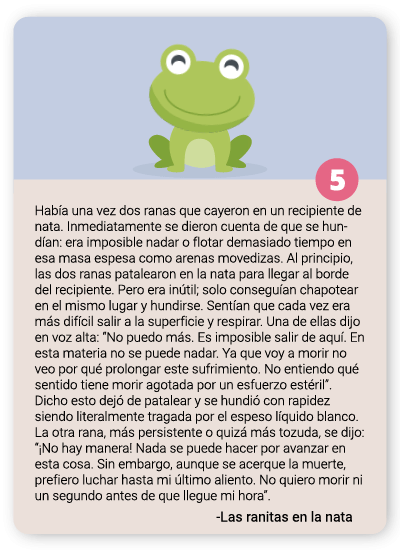 5
Había una vez dos ranas que cayeron en un recipiente de
nata. Inmediatamente se dieron cuenta de que se hun-
dían: era imposible nadar o flotar demasiado tiempo en
esa masa espesa como arenas movedizas. Al principio,
las dos ranas patalearon en la nata para llegar al borde
del recipiente. Pero era inútil; solo conseguían chapotear
en el mismo lugar y hundirse. Sentían que cada vez era
más difícil salir a la superficie y respirar. Una de ellas dijo
en voz alta: “No puedo más. Es imposible salir de aquí. En
esta materia no se puede nadar. Ya que voy a morir no
veo por qué prolongar este sufrimiento. No entiendo qué
sentido tiene morir agotada por un esfuerzo estéril”.
Dicho esto dejó de patalear y se hundió con rapidez
siendo literalmente tragada por el espeso líquido blanco.
La otra rana, más persistente o quizá más tozuda, se dijo:
“¡No hay manera! Nada se puede hacer por avanzar en
esta cosa. Sin embargo, aunque se acerque la muerte,
prefiero luchar hasta mi último aliento. No quiero morir ni
un segundo antes de que llegue mi hora”.
-Las ranitas en la nata